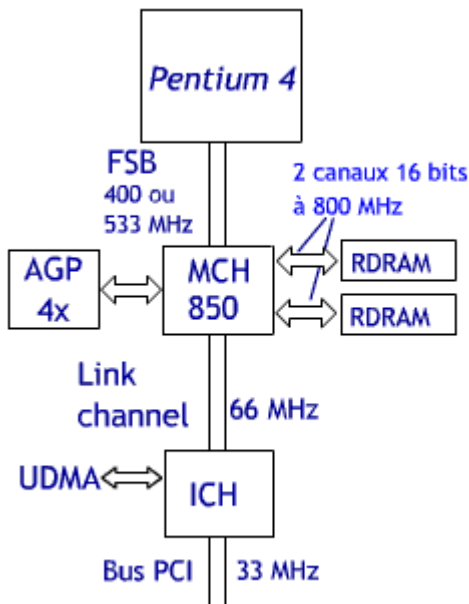 Pentium 4
FSB
400 ou
533 MHz
2 canaux 16 bits
à 800 MHz
AGP
4x
MCH
850
RDRAM
RDRAM
Link
channel
66 MHz
UDMA
ICH
Bus PCI
33 MHz